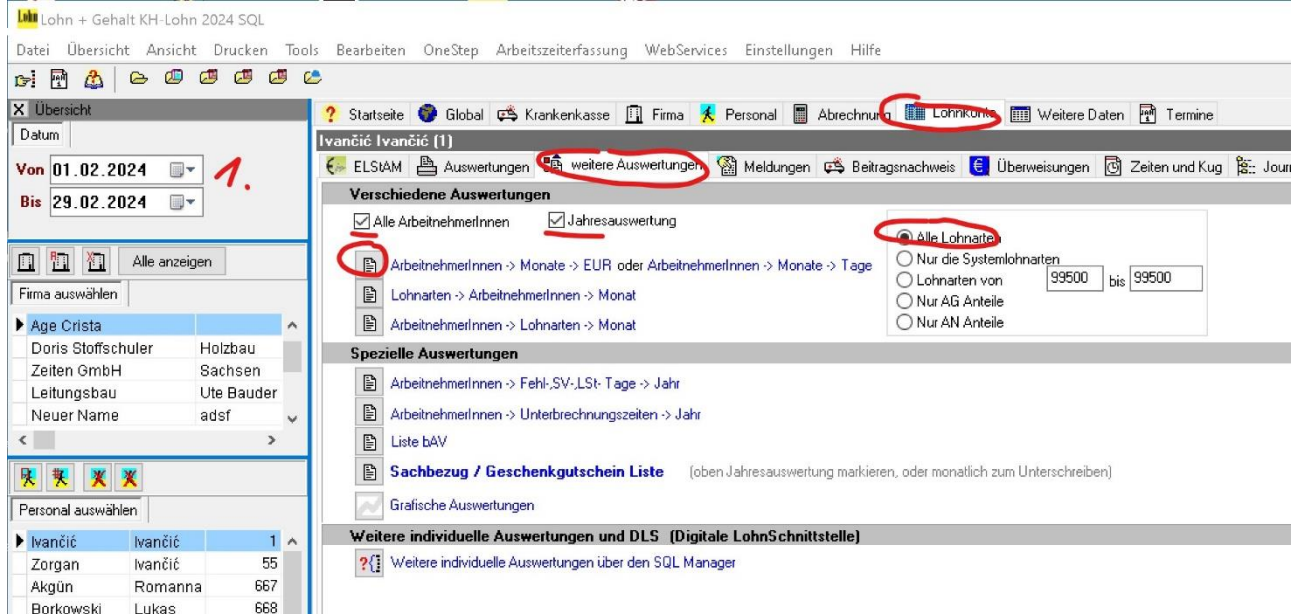 Lohn + Gehalt KH-Lohn 2024 SQL
Datei Übersicht Ansicht Drucken Tools Bearbeiten OneStep Arbeitszeiterfassung WebServices Einstellungen Hilfe
X Übersicht
Startseite Global Krankenkasse Firma Personal Abrechnung Lohnkonto Weitere Daten Termine
Datum
Ivančić Ivančić (1)
Von 01.02.2024
1.
Bis 29.02.2024
ELStAM Auswertungen weitere Auswertungen Meldungen Beitragsnachweis Überweisungen Zeiten und Kug Jour
Verschiedene Auswertungen
Alle ArbeitnehmerInnen Jahresauswertung
Alle Lohnarten
Nur die Systemlohnarten
Lohnarten von 99500 bis 99500
Nur AG Anteile
Nur AN Anteile
ArbeitnehmerInnen -> Monate -> EUR oder ArbeitnehmerInnen -> Monate -> Tage
Lohnarten -> ArbeitnehmerInnen -> Monat
ArbeitnehmerInnen -> Lohnarten -> Monat
Spezielle Auswertungen
ArbeitnehmerInnen -> Fehl-,SV-,LSt- Tage -> Jahr
ArbeitnehmerInnen -> Unterbrechnungszeiten -> Jahr
Liste bAV
Sachbezug / Geschenkgutschein Liste (oben Jahresauswertung markieren, oder monatlich zum Unterschreiben)
Grafische Auswertungen
Weitere individuelle Auswertungen und DLS (Digitale LohnSchnittstelle)
Weitere individuelle Auswertungen über den SQL Manager
Alle anzeigen
Firma auswählen
Age Crista
Doris Stoffschuler Holzbau
Zeiten GmbH Sachsen
Leitungsbau Ute Bauder
Neuer Name adsf
Personal auswählen
Ivančić Ivančić 1
Zorgan Ivančić 55
Akgün Romanna 667
Borkowski Lukas 668